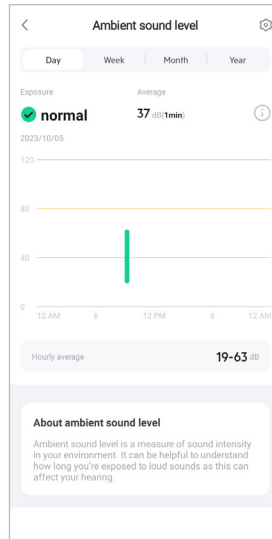 Ambient sound level
Day Week Month Year
Exposure Average
normal 37 dB(1min)
2023/10/05
120
80
40
0
12 AM 6 12 PM 6 12 AM
Hourly average 19-63 dB
About ambient sound level
Ambient sound level is a measure of sound intensity
in your environment. It can be helpful to understand
how long you're exposed to loud sounds as this can
affect your hearing.